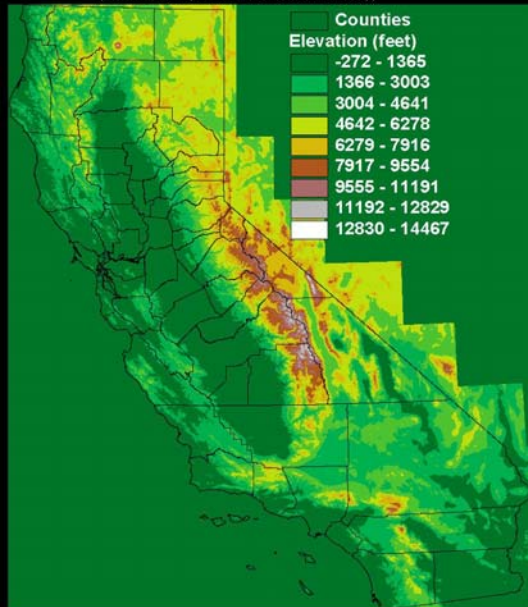 Counties
Elevation (feet)
-272 - 1365
1366 - 3003
3004 - 4641
4642 - 6278
6279 - 7916
7917 - 9554
9555 - 11191
11192 - 12829
12830 - 14467